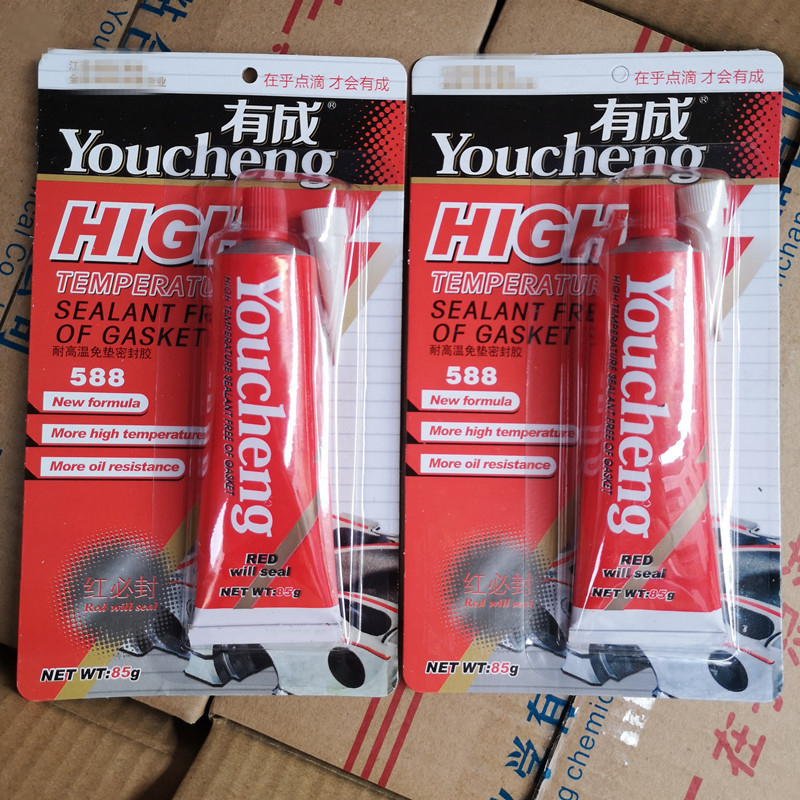 在乎点滴 才会有成
有成®
Youcheng
HIGH
TEMPERATU
SEALANT FRE
OF GASKET
耐高温免垫密封胶
588
New formula
More high temperature
More oil resistance
红必封
Red will seal
NET WT:85g
Youcheng
HIGH TEMPERATURE SEALANT FREE OF GASKET
RED
will seal
NET WT:85g
在乎点滴 才会有成
有成®
Youcheng
HIGH
TEMPERATUR
SEALANT FRE
OF GASKET
耐高温免垫密封胶
588
New formula
More high temperature
More oil resistance
红必封
Red will seal
NET WT:85g
Youcheng
HIGH TEMPERATURE SEALANT FREE OF GASKET
RED
will seal
NET WT:85g
学有
chemic
在